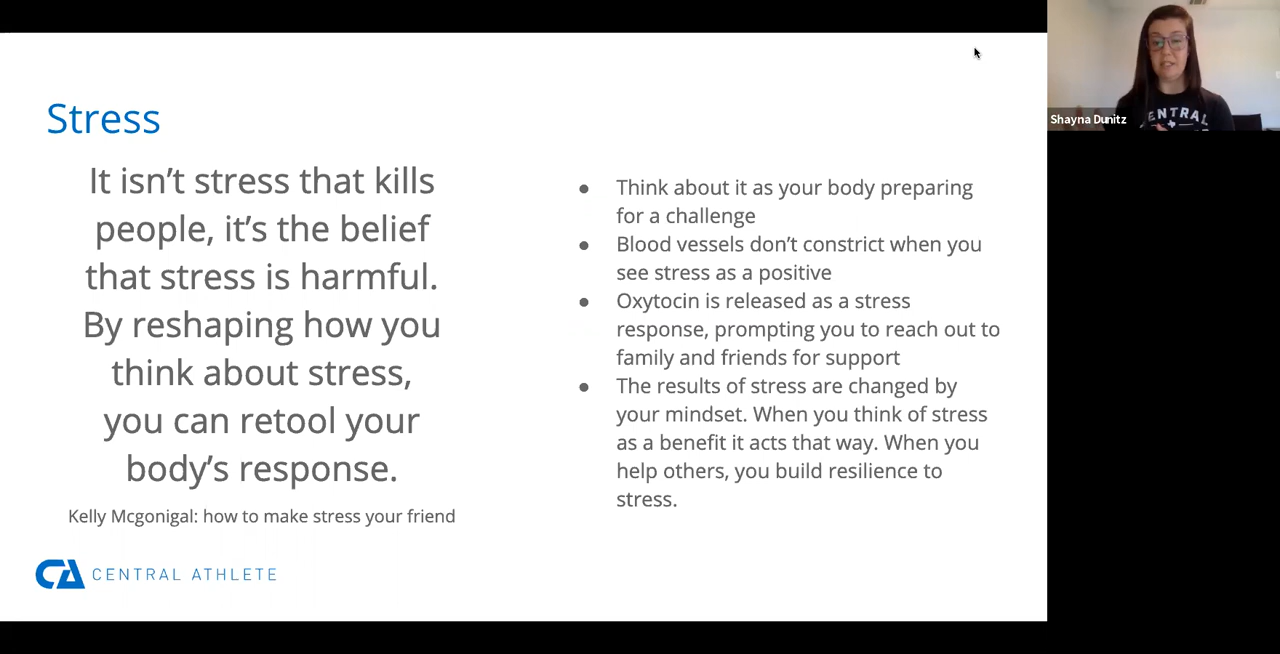 Stress
It isn’t stress that kills
people, it’s the belief
that stress is harmful.
By reshaping how you
think about stress,
you can retool your
body’s response.
Kelly Mcgonigal: how to make stress your friend
● Think about it as your body preparing
for a challenge
● Blood vessels don’t constrict when you
see stress as a positive
● Oxytocin is released as a stress
response, prompting you to reach out to
family and friends for support
● The results of stress are changed by
your mindset. When you think of stress
as a benefit it acts that way. When you
help others, you build resilience to
stress.
CA CENTRAL ATHLETE
Shayna Dunitz
ENTRAL